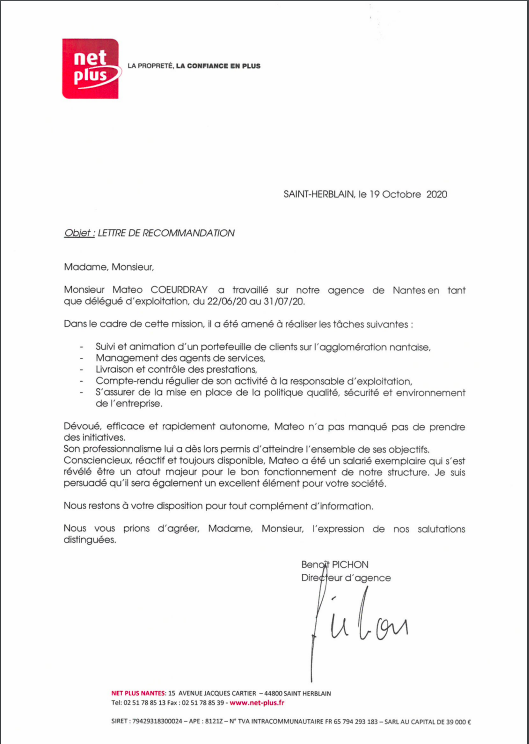 net
plus
LA PROPRETÉ, LA CONFIANCE EN PLUS
SAINT-HERBLAIN, le 19 Octobre 2020
Objet : LETTRE DE RECOMMANDATION
Madame, Monsieur,
Monsieur Mateo COEURDRAY a travaillé sur notre agence de Nantes en tant
que délégué d'exploitation, du 22/06/20 au 31/07/20.
Dans le cadre de cette mission, il a été amené à réaliser les tâches suivantes :
- Suivi et animation d'un portefeuille de clients sur l'agglomération nantaise,
- Management des agents de services,
- Livraison et contrôle des prestations,
- Compte-rendu régulier de son activité à la responsable d'exploitation,
- S'assurer de la mise en place de la politique qualité, sécurité et environnement
de l'entreprise.
Dévoué, efficace et rapidement autonome, Mateo n'a pas manqué pas de prendre
des initiatives.
Son professionnalisme lui a dès lors permis d'atteindre l'ensemble de ses objectifs.
Consciencieux, réactif et toujours disponible, Mateo a été un salarié exemplaire qui s'est
révélé être un atout majeur pour le bon fonctionnement de notre structure. Je suis
persuadé qu'il sera également un excellent élément pour votre société.
Nous restons à votre disposition pour tout complément d'information.
Nous vous prions d'agréer, Madame, Monsieur, l'expression de nos salutations
distinguées.
Benoît PICHON
Directeur d'agence
NET PLUS NANTES: 15 AVENUE JACQUES CARTIER – 44800 SAINT HERBLAIN
Tel: 02 51 78 85 13 Fax : 02 51 78 85 39 - www.net-plus.fr
SIRET : 79429318300024 – APE : 8121Z – N° TVA INTRACOMMUNAUTAIRE FR 65 794 293 183 – SARL AU CAPITAL DE 39 000 €